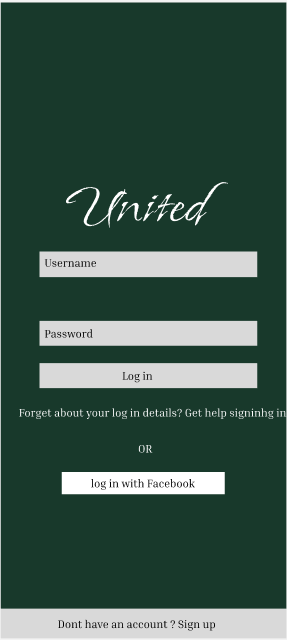 United
Username
Password
Log in
Forget about your log in details? Get help signinhg in
OR
log in with Facebook
Dont have an account ? Sign up